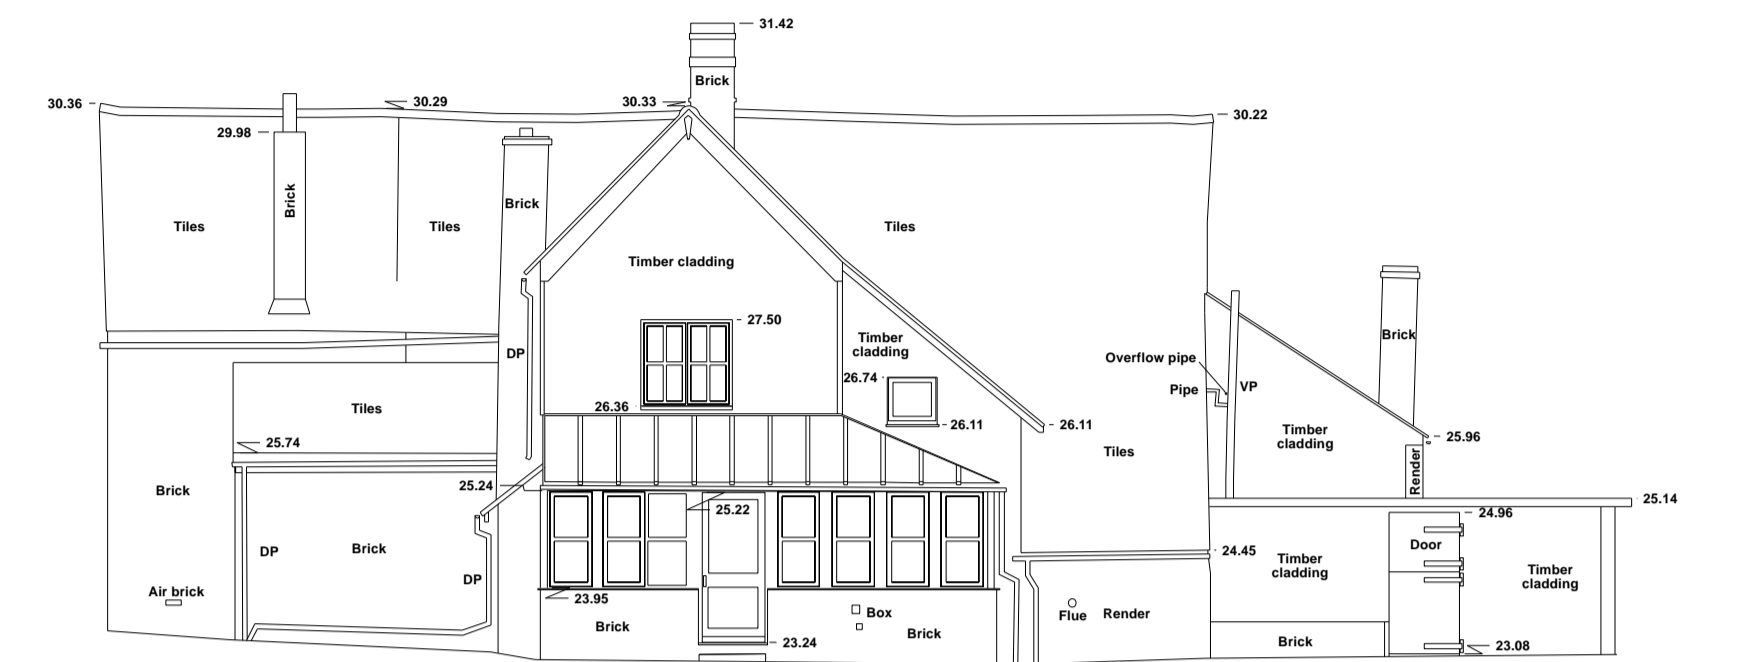 31.42
Brick
30.36
30.29
30.33
30.22
29.98
Brick
Brick
Tiles
Tiles
Tiles
Timber cladding
27.50
Timber
cladding
Brick
DP
Overflow pipe
26.74
Pipe
VP
26.36
Tiles
26.11
26.11
Timber
cladding
25.96
25.74
Tiles
Render
Brick
25.24
25.14
25.22
24.96
DP
Brick
Door
24.45
Timber
cladding
Timber
cladding
DP
Air brick
23.95
Box
Flue
Render
Brick
Brick
23.24
Brick
23.08